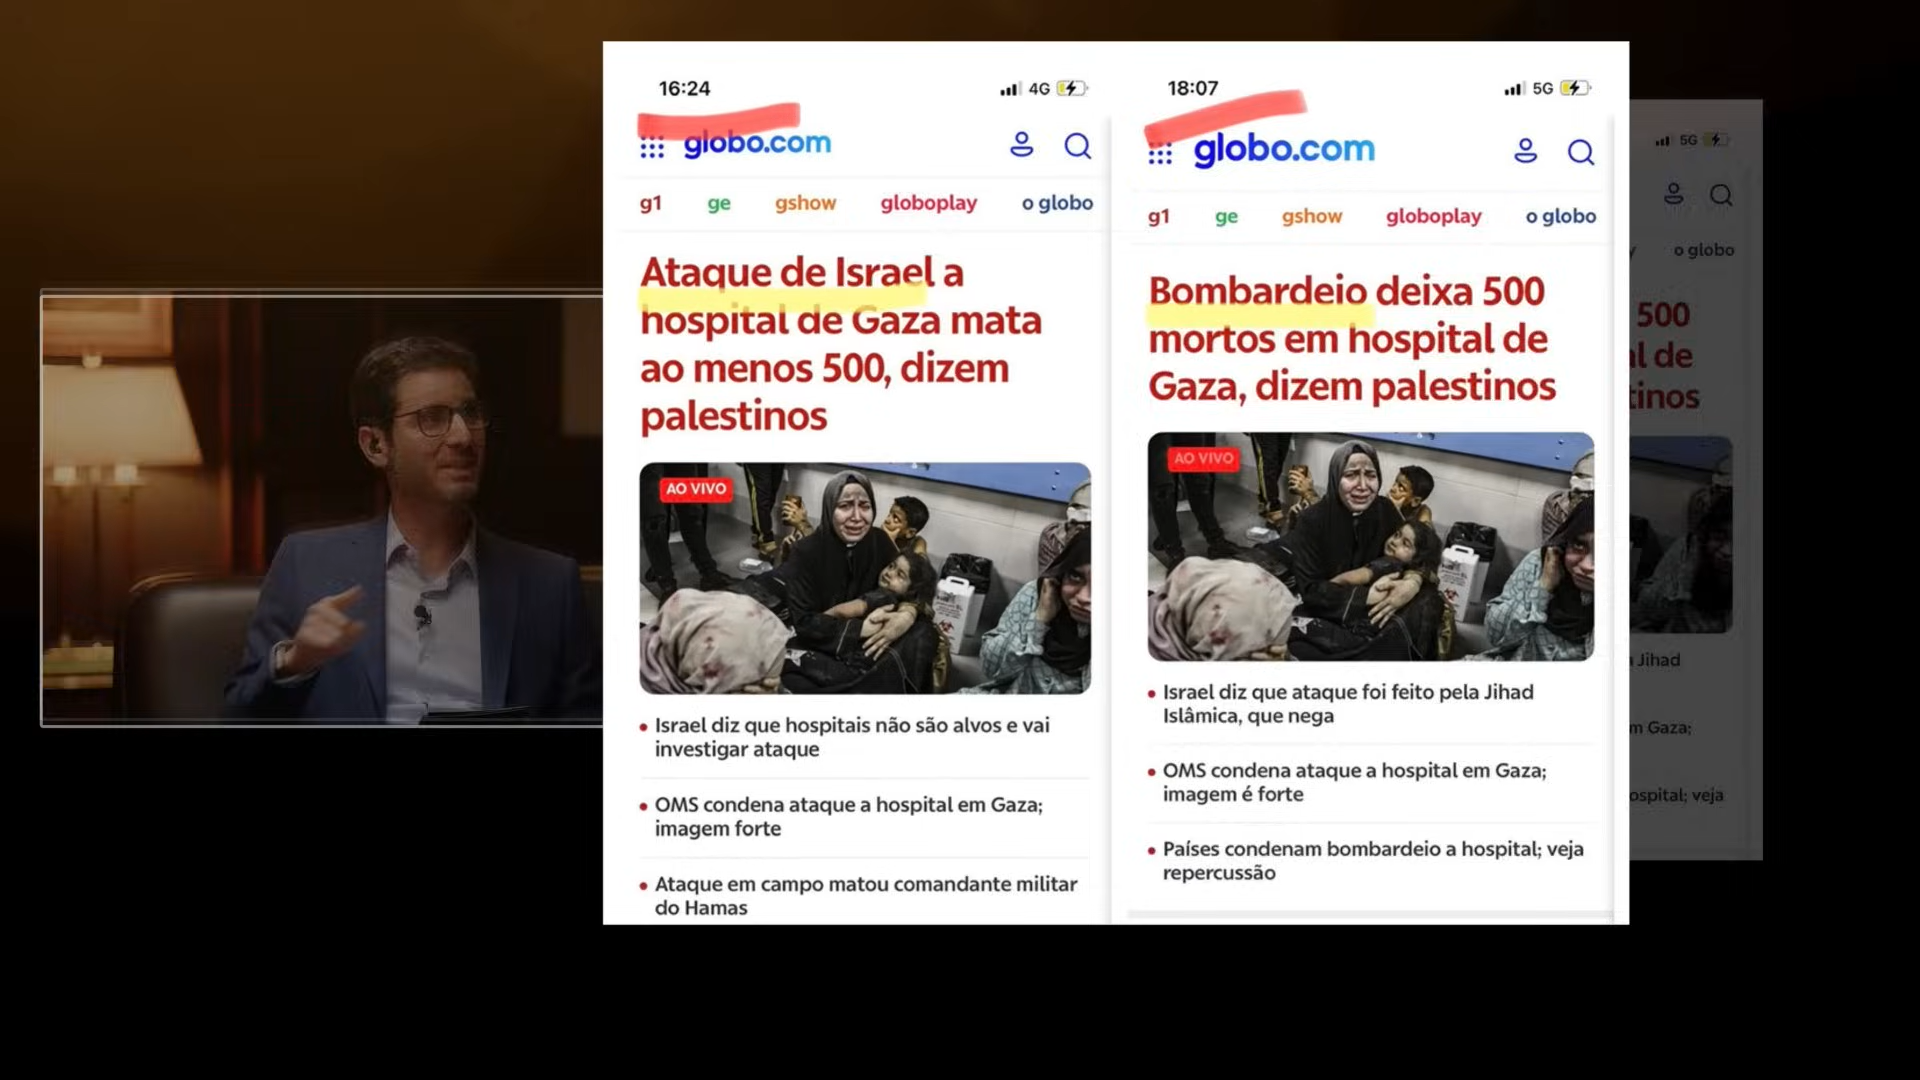 16:24
4G
globo.com
g1 ge gshow globoplay o globo
Ataque de Israel a
hospital de Gaza mata
ao menos 500, dizem
palestinos
AO VIVO
Israel diz que hospitais não são alvos e vai
investigar ataque
OMS condena ataque a hospital em Gaza;
imagem forte
Ataque em campo matou comandante militar
do Hamas
18:07
5G
globo.com
g1 ge gshow globoplay o globo
Bombardeio deixa 500
mortos em hospital de
Gaza, dizem palestinos
AO VIVO
Israel diz que ataque foi feito pela Jihad
Islâmica, que nega
OMS condena ataque a hospital em Gaza;
imagem é forte
Países condenam bombardeio a hospital; veja
repercussão
5G
o globo
500
de
Jihad
Gaza;
veja